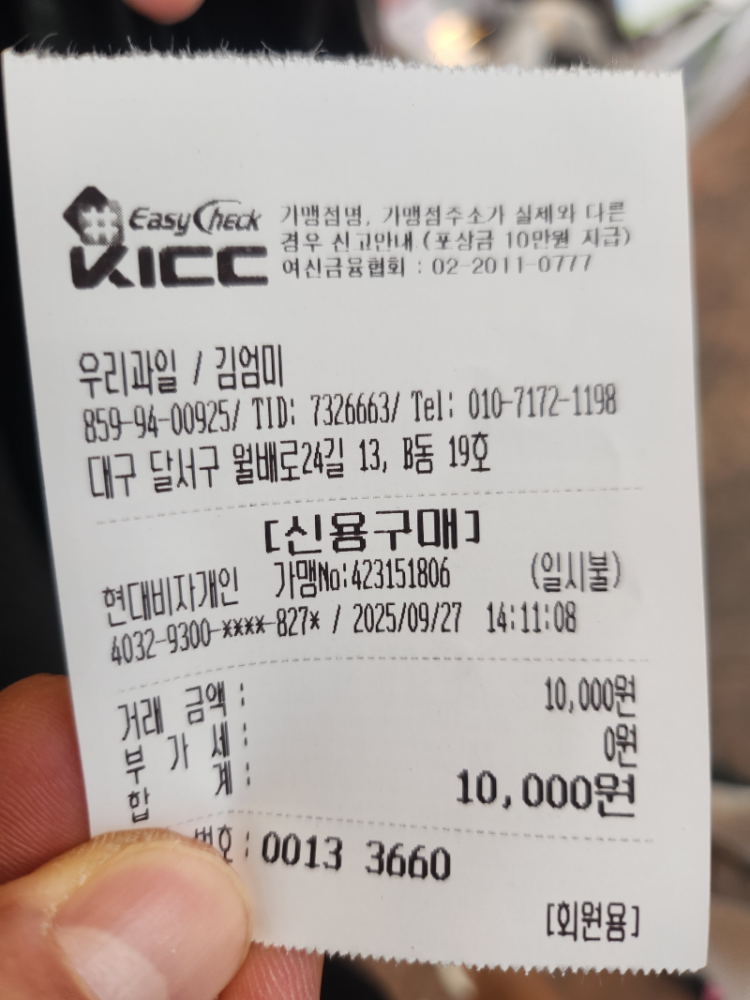 EasyCheck
KICC
가맹점명, 가맹점주소가 실제와 다른
경우 신고안내 (포상금 10만원 지급)
여신금융협회 : 02-2011-0777
우리과일 / 김엄미
859-94-00925/ TID: 7326663/ Tel: 010-7172-1198
대구 달서구 월배로24길 13, B동 19호
[신용구매]
현대비자개인 가맹No:423151806 (일시불)
4032-9300-****-827* / 2025/09/27 14:11:08
거래 금액 : 10,000원
부 가 세 : 0원
합 계 : 10,000원
번호 : 0013 3660
[회원용]